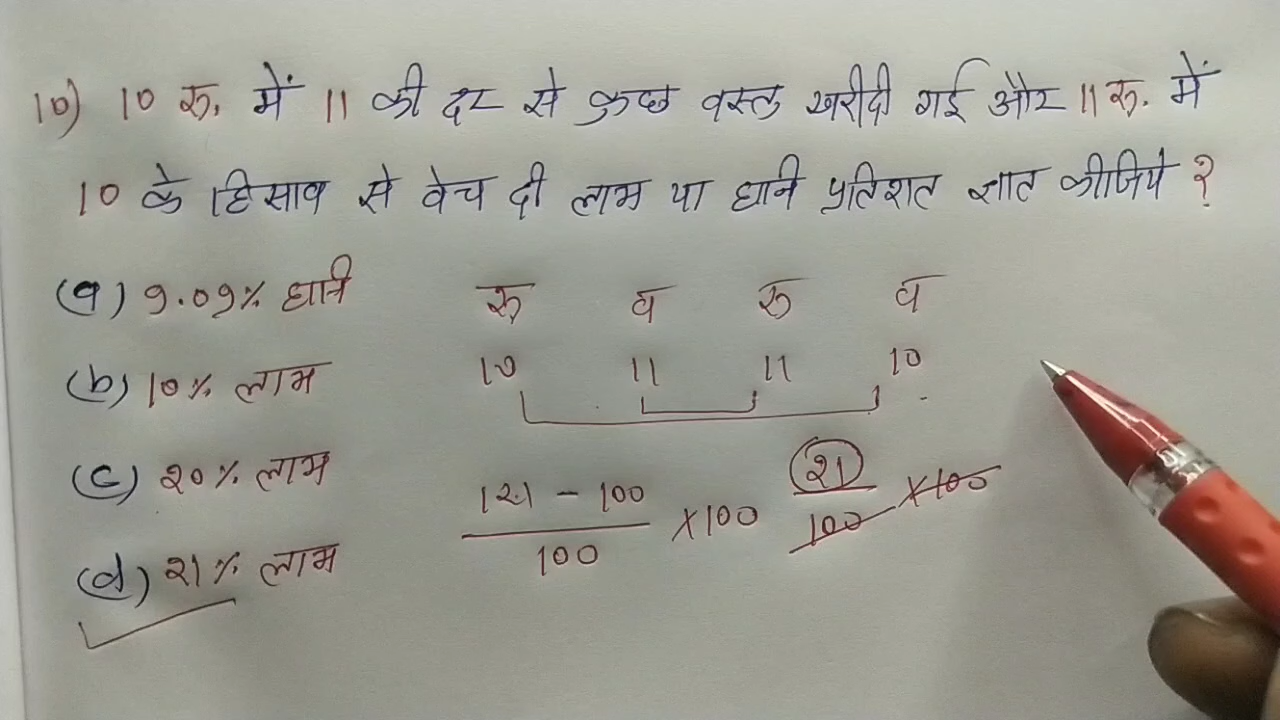 10) 10 रु. में 11 की दर से कुछ वस्तु खरीदी गई और 11 रु. में
10 के हिसाव से वेच दी लाभ या हानि प्रतिशत ज्ञात कीजिये ?
(a) 9.09% हानि
(b) 10% लाभ
(c) 20% लाभ
(d) 21% लाभ
रु व रु व
10 11 11 10
121 - 100 / 100 ×100 21 / 100 ×100